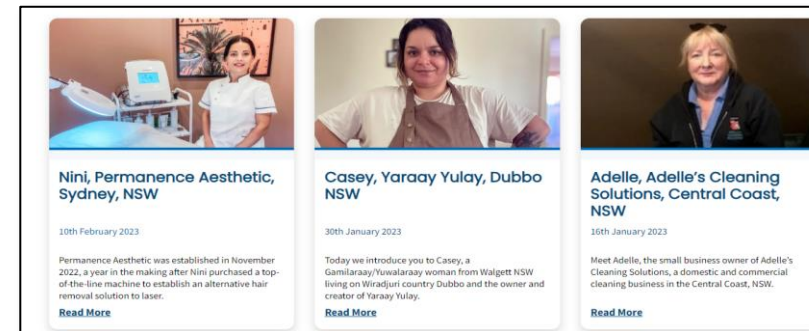 Nini, Permanence Aesthetic,
Sydney, NSW
10th February 2023
Permanence Aesthetic was established in November
2022, a year in the making after Nini purchased a top-
of-the-line machine to establish an alternative hair
removal solution to laser.
Read More
Casey, Yaraay Yulay, Dubbo
NSW
30th January 2023
Today we introduce you to Casey, a
Gamilaraay/Yuwalaraay woman from Walgett NSW
living on Wiradjuri country Dubbo and the owner and
creator of Yaraay Yulay.
Read More
Adelle, Adelle’s Cleaning
Solutions, Central Coast,
NSW
16th January 2023
Meet Adelle, the small business owner of Adelle’s
Cleaning Solutions, a domestic and commercial
cleaning business in the Central Coast, NSW.
Read More